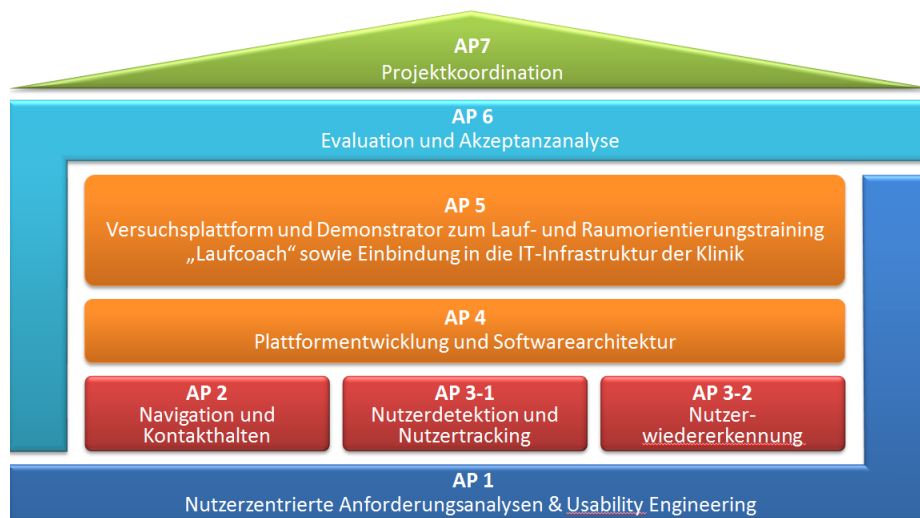 AP7
Projektkoordination
AP 6
Evaluation und Akzeptanzanalyse
AP 5
Versuchsplattform und Demonstrator zum Lauf- und Raumorientierungstraining
„Laufcoach“ sowie Einbindung in die IT-Infrastruktur der Klinik
AP 4
Plattformentwicklung und Softwarearchitektur
AP 2
Navigation und
Kontakthalten
AP 3-1
Nutzerdetektion und
Nutzertracking
AP 3-2
Nutzer-
wiedererkennung
AP 1
Nutzerzentrierte Anforderungsanalysen & Usability Engineering